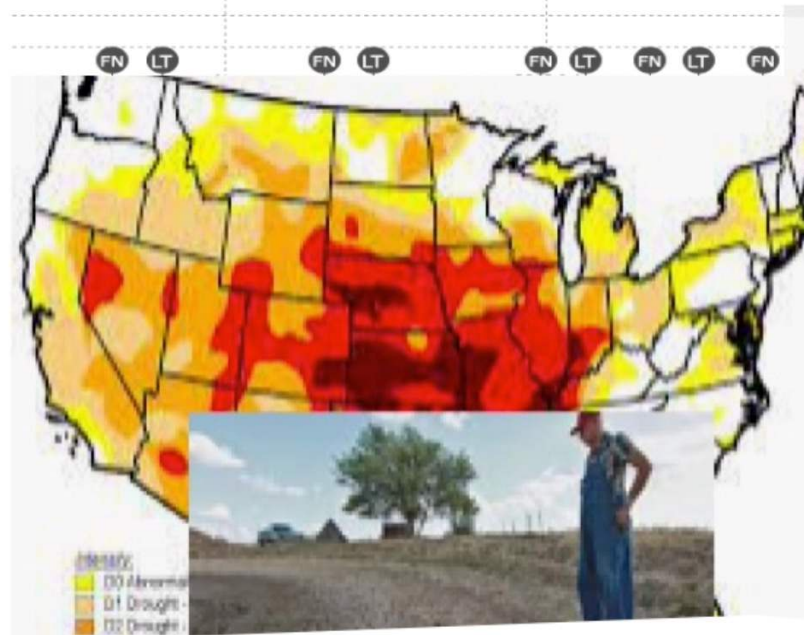 FN LT FN LT FN LT FN LT FN
Intensity:
D0 Abnormal
D1 Drought -
D2 Drought -